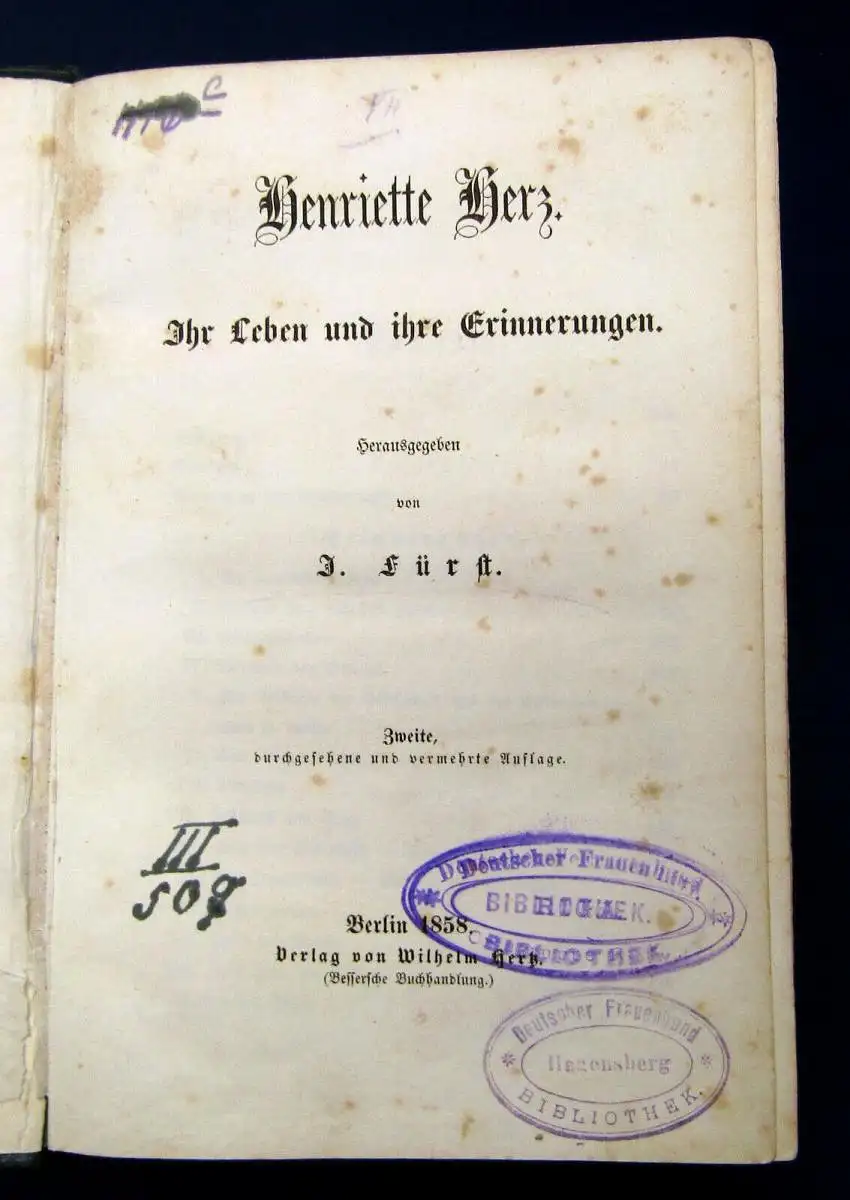 Henriette Herz.
Ihr Leben und ihre Erinnerungen.
Herausgegeben
von
J. Fürst.
Zweite,
durchgesehene und vermehrte Auflage.
III
509
Berlin 1858.
Verlag von Wilhelm Hertz.
(Bessersche Buchhandlung.)
Deutscher Frauenbund
BIBLIOTHEK.
Deutscher Frauenbund
Hagensberg
BIBLIOTHEK.